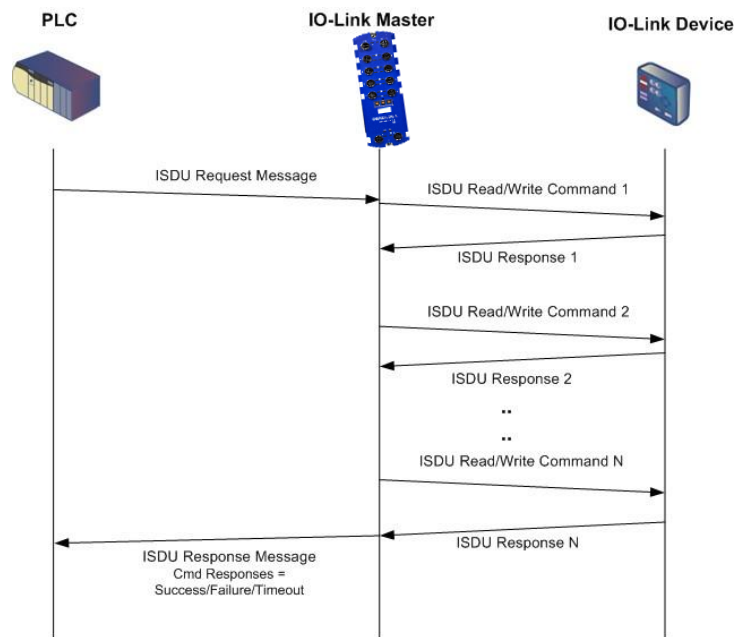 PLC
IO-Link Master
IO-Link Device
ISDU Request Message
ISDU Read/Write Command 1
ISDU Response 1
ISDU Read/Write Command 2
ISDU Response 2
..
..
ISDU Read/Write Command N
ISDU Response N
ISDU Response Message
Cmd Responses =
Success/Failure/Timeout